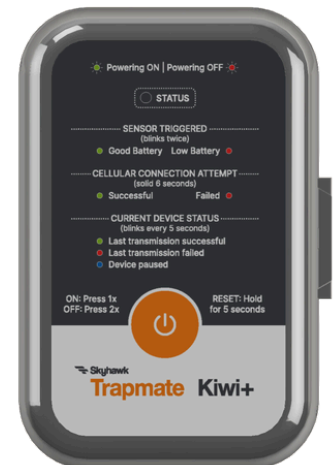 Powering ON | Powering OFF
STATUS
SENSOR TRIGGERED
(blinks twice)
Good Battery Low Battery
CELLULAR CONNECTION ATTEMPT
(solid 6 seconds)
Successful Failed
CURRENT DEVICE STATUS
(blinks every 5 seconds)
Last transmission successful
Last transmission failed
Device paused
ON: Press 1x
OFF: Press 2x
RESET: Hold
for 5 seconds
Skyhawk
Trapmate Kiwi+